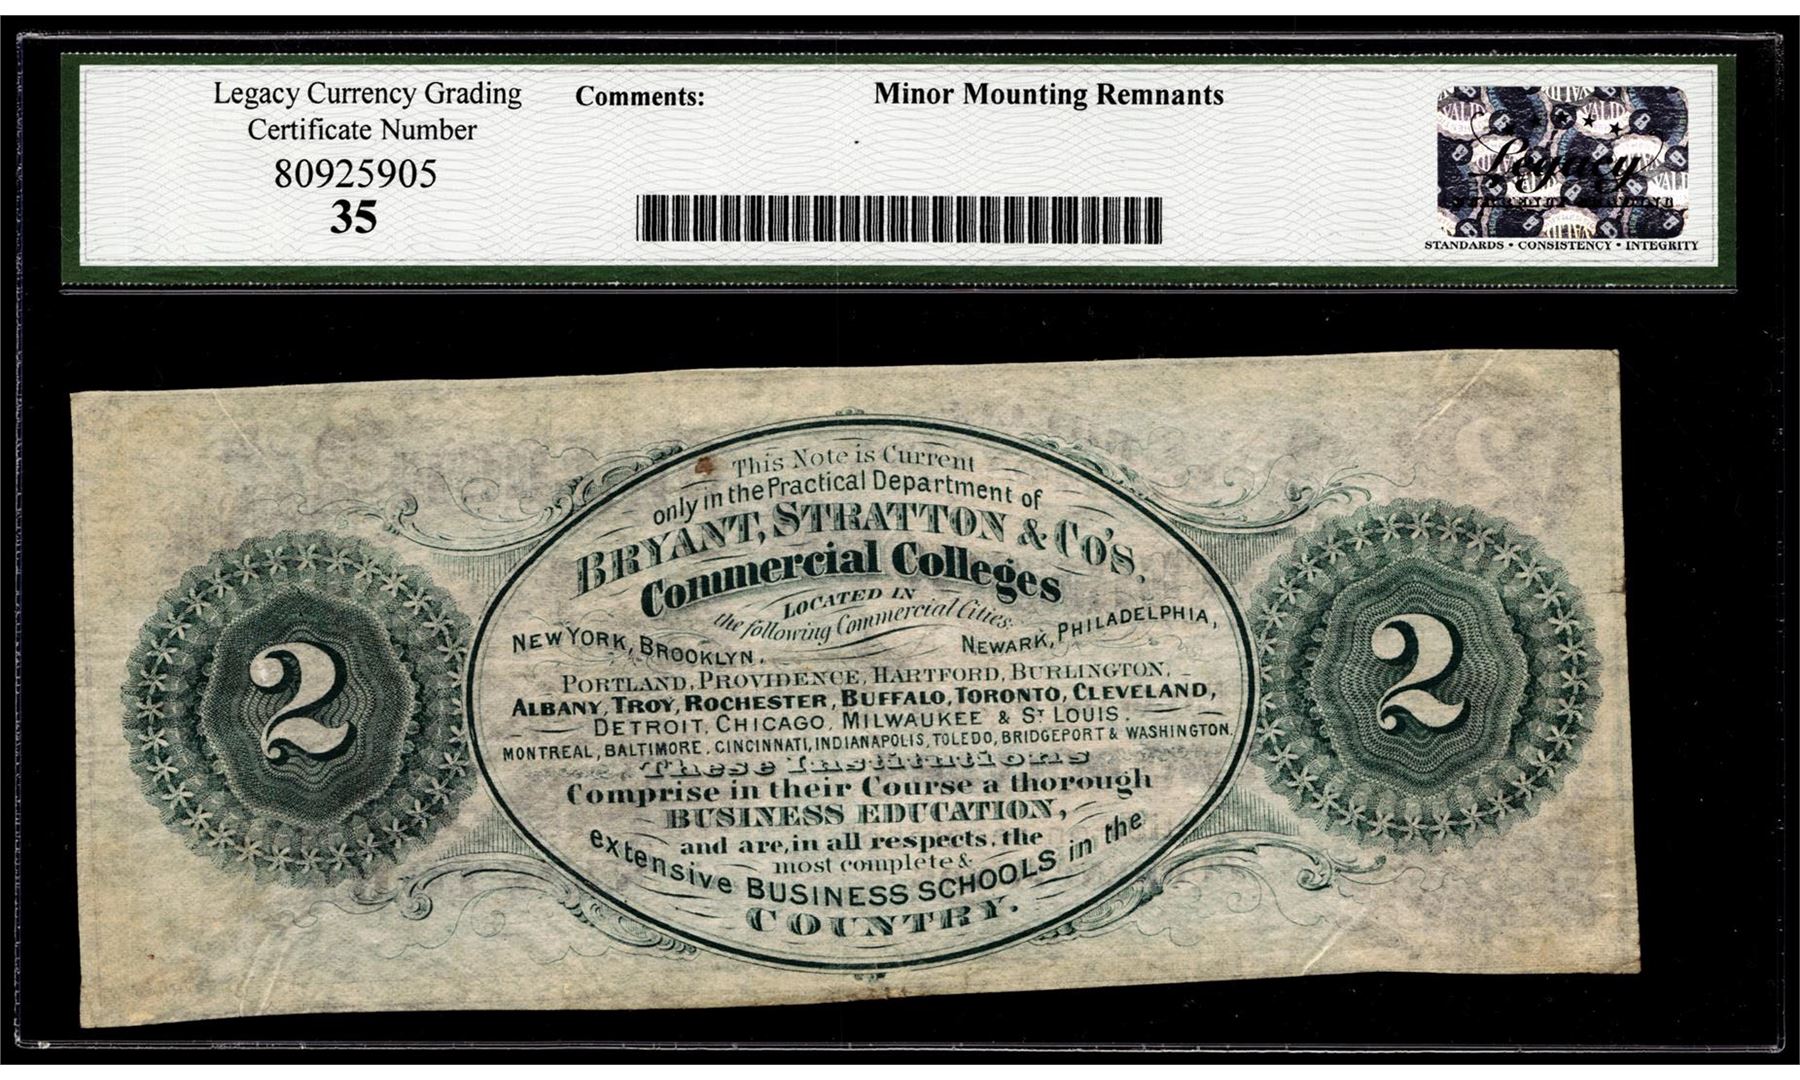 Legacy Currency Grading
Certificate Number
80925905
35
Comments:
Minor Mounting Remnants
Legacy
CURRENCY GRADING
STANDARDS • CONSISTENCY • INTEGRITY
This Note is Current
only in the Practical Department of
BRYANT, STRATTON & CO'S.
Commercial Colleges
LOCATED IN
the following Commercial Cities:
NEW YORK, BROOKLYN, NEWARK, PHILADELPHIA,
PORTLAND, PROVIDENCE, HARTFORD, BURLINGTON,
ALBANY, TROY, ROCHESTER, BUFFALO, TORONTO, CLEVELAND,
DETROIT, CHICAGO, MILWAUKEE & ST LOUIS.
MONTREAL, BALTIMORE, CINCINNATI, INDIANAPOLIS, TOLEDO, BRIDGEPORT & WASHINGTON.
These Institutions
Comprise in their Course a thorough
BUSINESS EDUCATION,
and are, in all respects, the
most complete &
extensive BUSINESS SCHOOLS in the
COUNTRY.
2
2